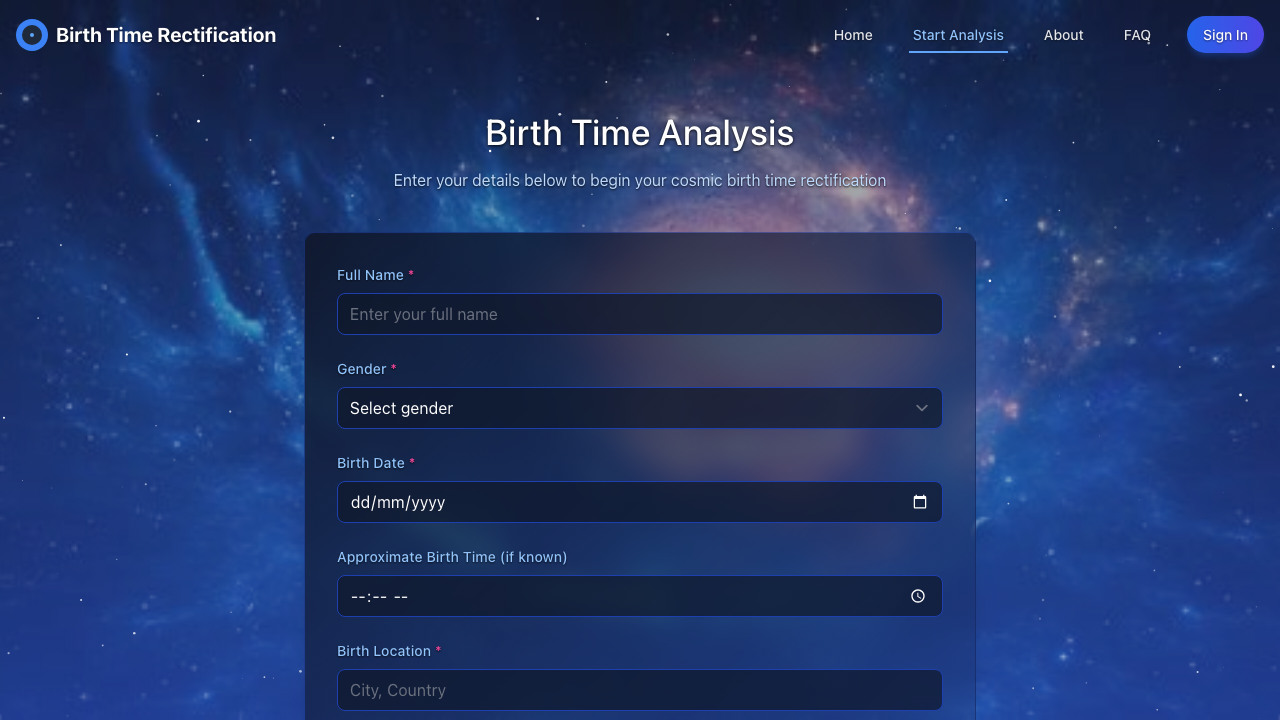 Birth Time Rectification
Home
Start Analysis
About
FAQ
Sign In
Birth Time Analysis
Enter your details below to begin your cosmic birth time rectification
Full Name *
Enter your full name
Gender *
Select gender
Birth Date *
dd/mm/yyyy
Approximate Birth Time (if known)
--:-- --
Birth Location *
City, Country